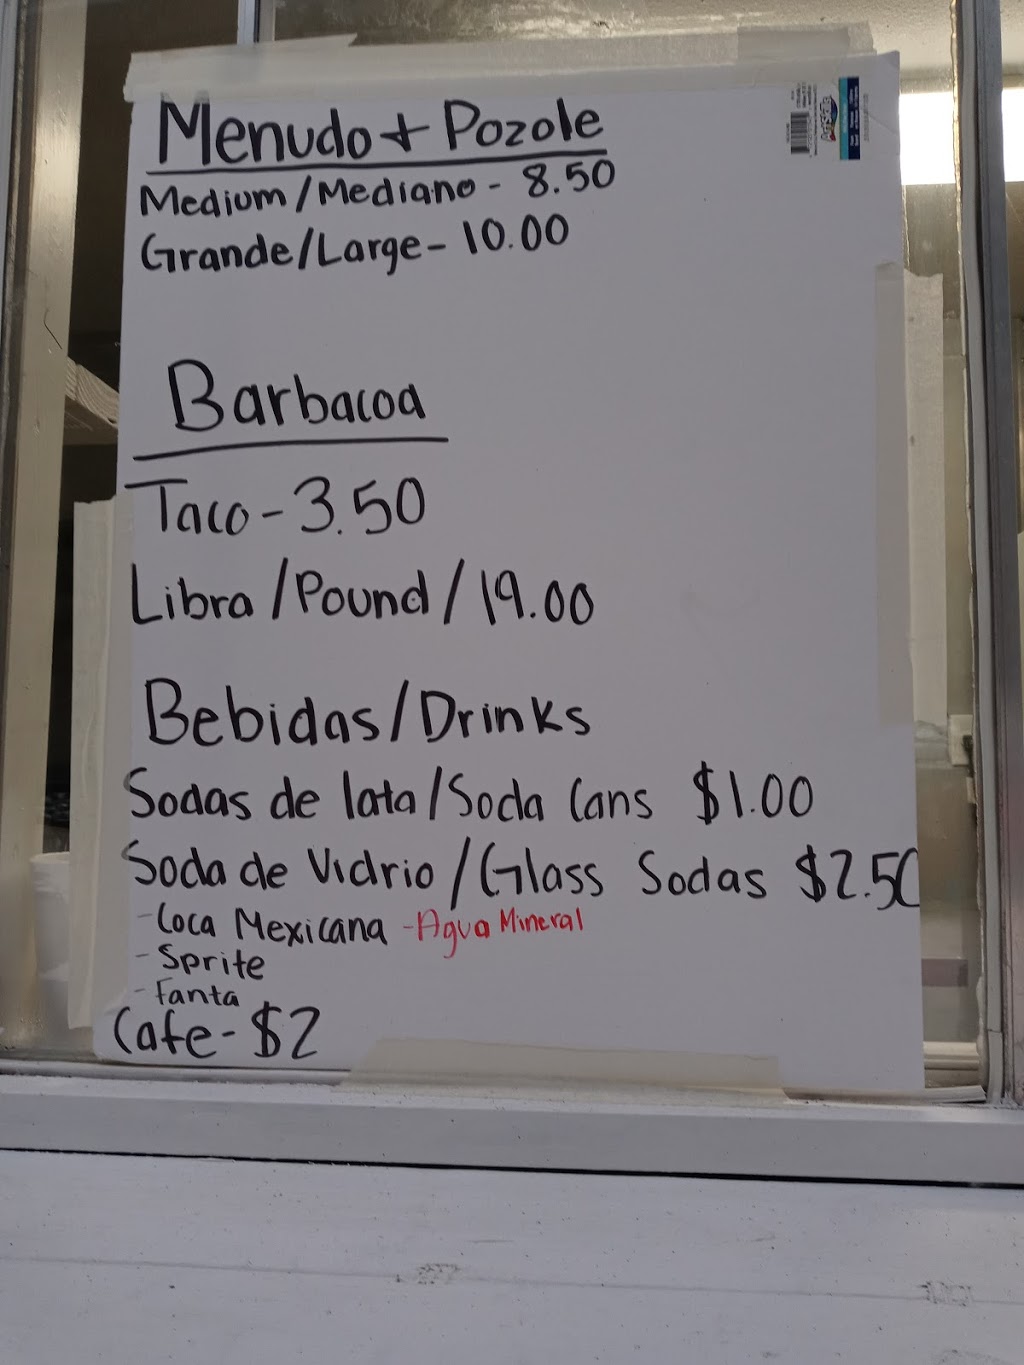 Menudo + Pozole
Medium/Mediano - 8.50
Grande/Large - 10.00
Barbacoa
Taco - 3.50
Libra/Pound/19.00
Bebidas/Drinks
Sodas de lata/Soda Cans $1.00
Soda de Vidrio/Glass Sodas $2.50
- Coca Mexicana - Agua Mineral
- Sprite
- Fanta
Cafe - $2